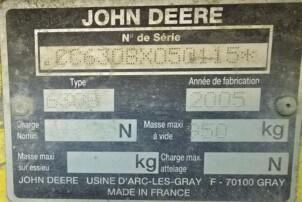 JOHN DEERE
N° de Série
Type Année de fabrication
2005
Charge Nomin. N Masse maxi à vide 850 kg
Masse maxi sur essieu kg Charge max. attelage N
JOHN DEERE USINE D'ARC-LES-GRAY F - 70100 GRAY
MADE IN FRANCE